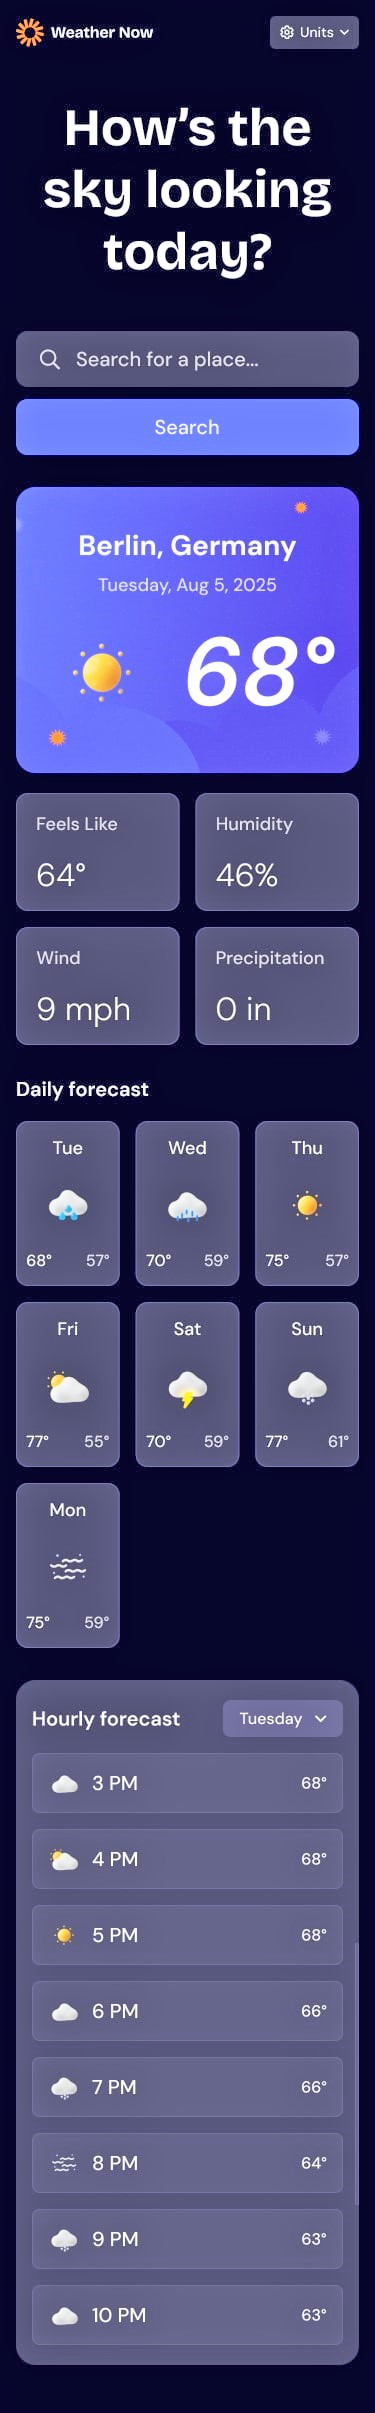 Weather Now
Units
How’s the
sky looking
today?
Search for a place...
Search
Berlin, Germany
Tuesday, Aug 5, 2025
68°
Feels Like
64°
Humidity
46%
Wind
9 mph
Precipitation
0 in
Daily forecast
Tue
68° 57°
Wed
70° 59°
Thu
75° 57°
Fri
77° 55°
Sat
70° 59°
Sun
77° 61°
Mon
75° 59°
Hourly forecast
Tuesday
3 PM 68°
4 PM 68°
5 PM 68°
6 PM 66°
7 PM 66°
8 PM 64°
9 PM 63°
10 PM 63°